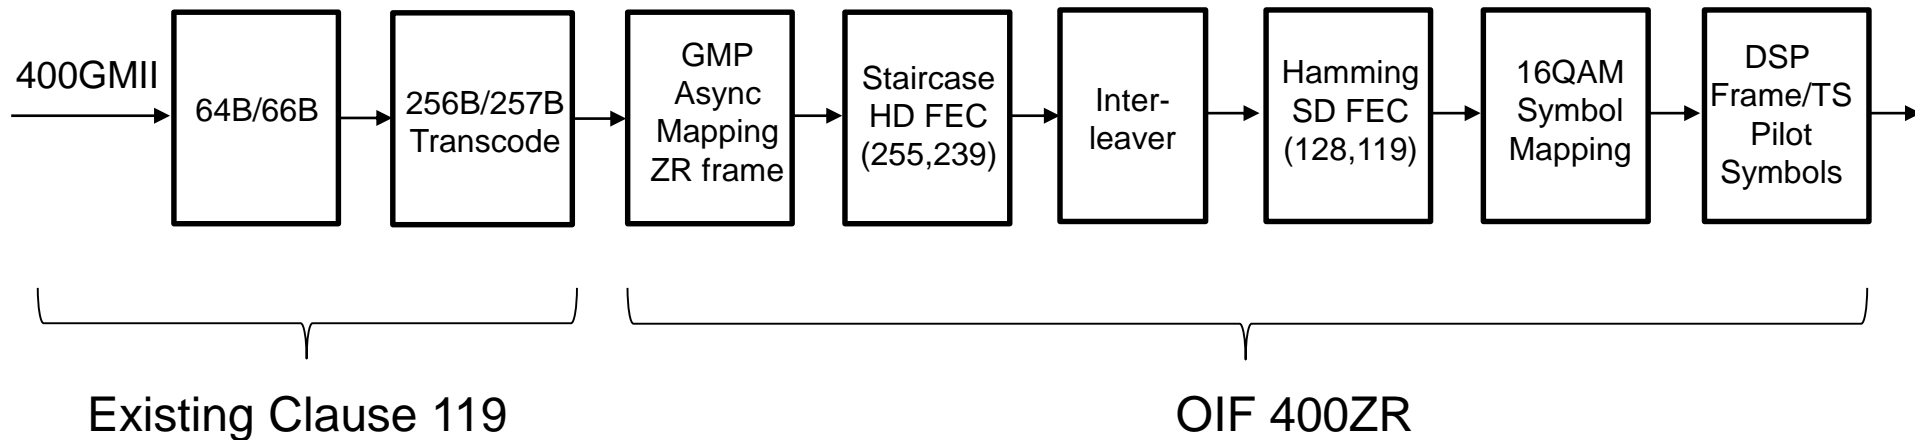 400GMII
64B/66B
256B/257B
Transcode
GMP
Async
Mapping
ZR frame
Staircase
HD FEC
(255,239)
Inter-
leaver
Hamming
SD FEC
(128,119)
16QAM
Symbol
Mapping
DSP
Frame/TS
Pilot
Symbols
Existing Clause 119
OIF 400ZR